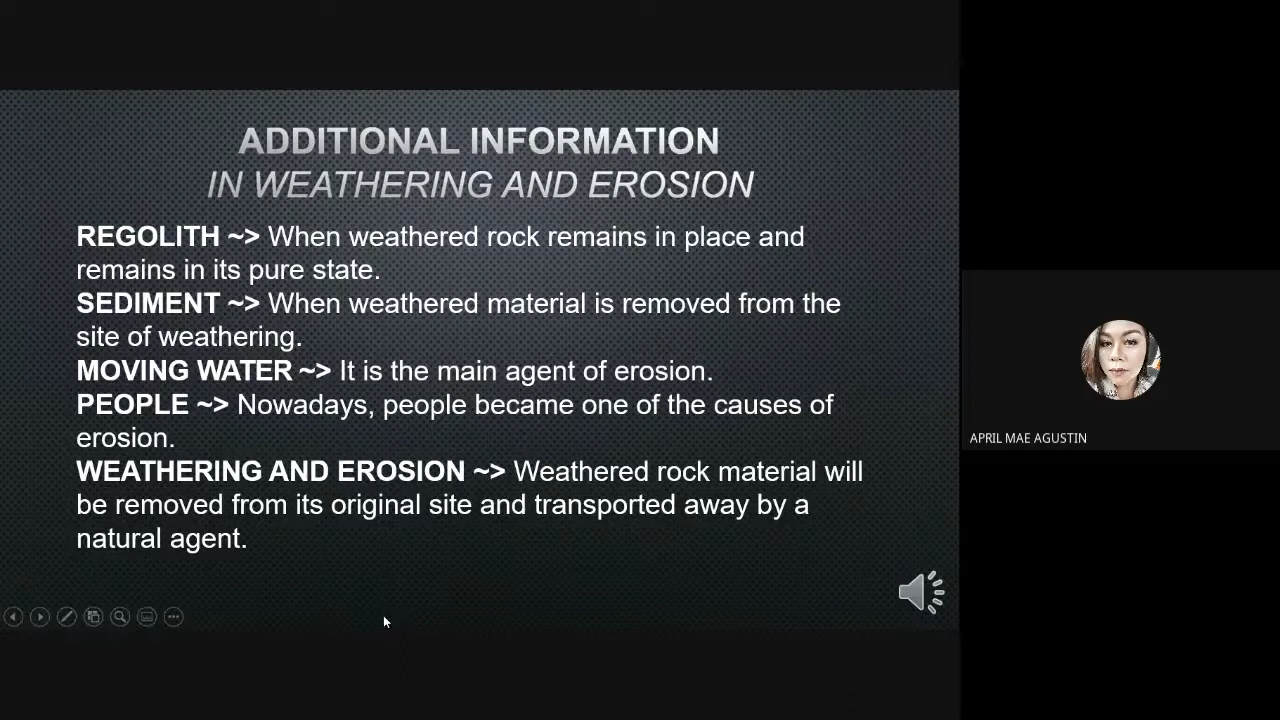 ADDITIONAL INFORMATION
IN WEATHERING AND EROSION
REGOLITH ~> When weathered rock remains in place and
remains in its pure state.
SEDIMENT ~> When weathered material is removed from the
site of weathering.
MOVING WATER ~> It is the main agent of erosion.
PEOPLE ~> Nowadays, people became one of the causes of
erosion.
WEATHERING AND EROSION ~> Weathered rock material will
be removed from its original site and transported away by a
natural agent.
APRIL MAE AGUSTIN